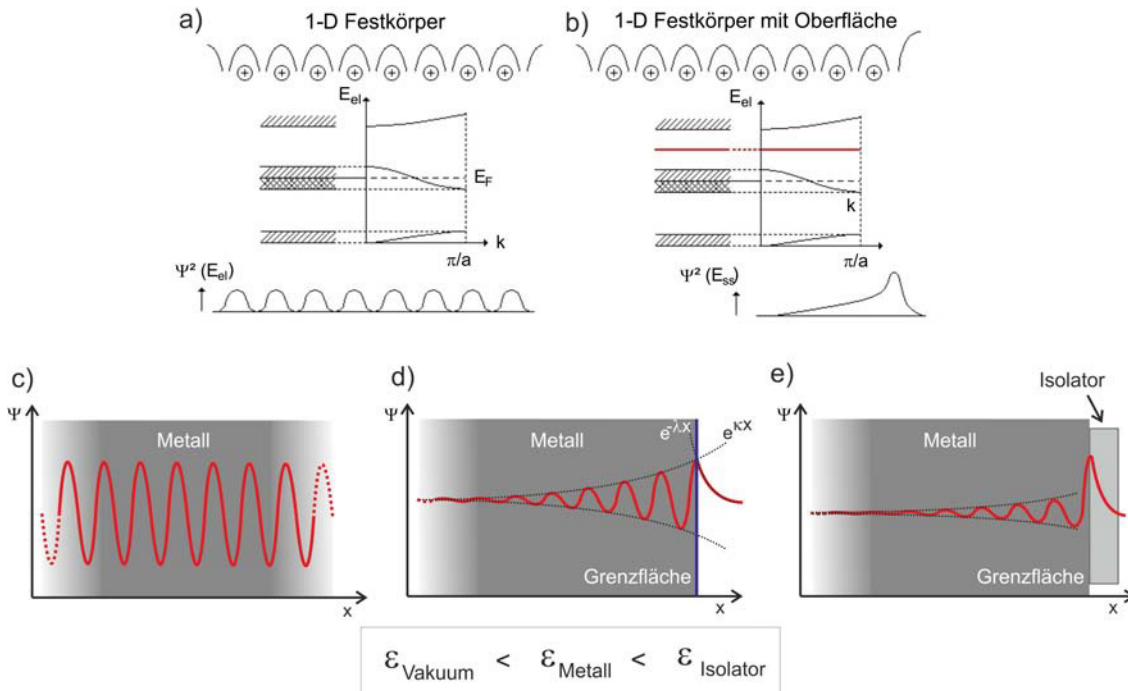 a)
1-D Festkörper
E_el
E_F
k
π/a
Ψ² (E_el)
b)
1-D Festkörper mit Oberfläche
E_el
k
π/a
Ψ² (E_ss)
c)
Ψ
Metall
x
d)
Ψ
Metall
e^-λx
e^κx
Grenzfläche
x
e)
Isolator
Ψ
Metall
Grenzfläche
x
ε_Vakuum < ε_Metall < ε_Isolator